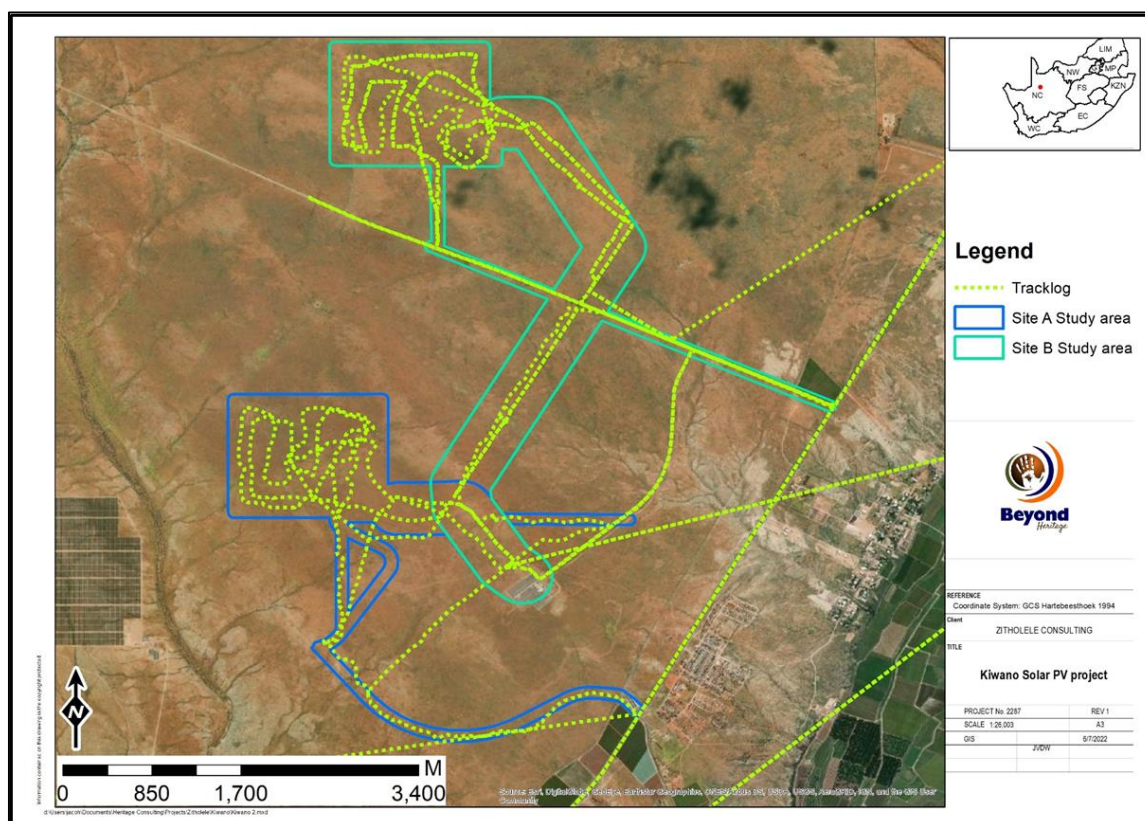 LIM
NW
MP
FS
KZN
NC
EC
WC
Legend
Tracklog
Site A Study area
Site B Study area
Beyond
Heritage
REFERENCE
Coordinate System: GCS Hartebeesthoek 1994
Client
ZITHOLELE CONSULTING
TITLE
Kiwano Solar PV project
PROJECT No. 2287
REV 1
SCALE 1:26,003
A3
GIS
6/7/2022
JVDW
N
M
0 850 1,700 3,400
Community